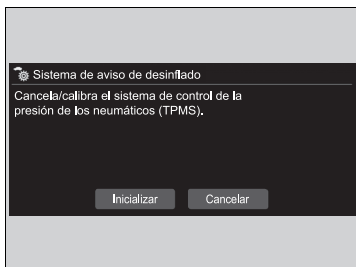 Sistema de aviso de desinflado
Cancela/calibra el sistema de control de la
presión de los neumáticos (TPMS).
Inicializar Cancelar